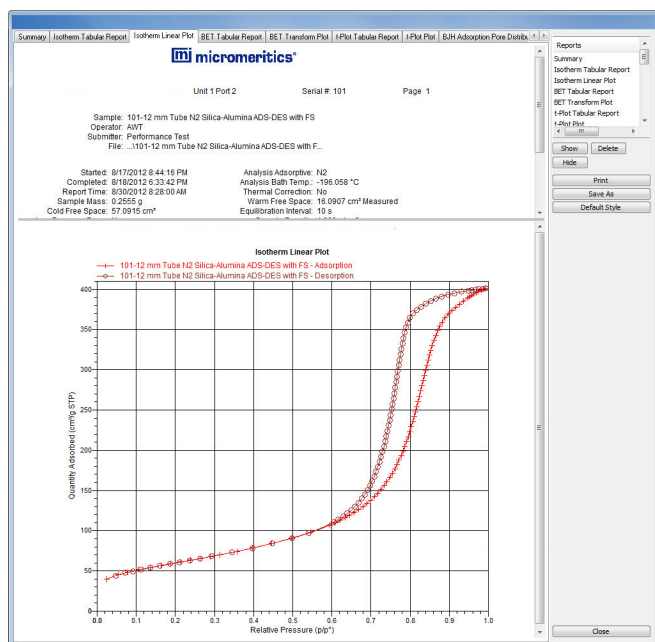 Summary Isotherm Tabular Report Isotherm Linear Plot BET Tabular Report BET Transform Plot t-Plot Tabular Report t-Plot Plot BJH Adsorption Pore Distribu
mi micromeritics®
Unit 1 Port 2 Serial #: 101 Page 1
Sample: 101-12 mm Tube N2 Silica-Alumina ADS-DES with FS
Operator: AWT
Submitter: Performance Test
File: ...\101-12 mm Tube N2 Silica-Alumina ADS-DES with F...
Started: 8/17/2012 8:44:16 PM Analysis Adsorptive: N2
Completed: 8/18/2012 6:33:42 PM Analysis Bath Temp.: -196.058 °C
Report Time: 8/30/2012 8:28:00 AM Thermal Correction: No
Sample Mass: 0.2555 g Warm Free Space: 16.0907 cm³ Measured
Cold Free Space: 57.0915 cm³ Equilibration Interval: 10 s
Isotherm Linear Plot
101-12 mm Tube N2 Silica-Alumina ADS-DES with FS - Adsorption
101-12 mm Tube N2 Silica-Alumina ADS-DES with FS - Desorption
Quantity Adsorbed (cm³/g STP)
400
350
300
250
200
150
100
50
0
0.0 0.1 0.2 0.3 0.4 0.5 0.6 0.7 0.8 0.9 1.0
Relative Pressure (p/p°)
Reports
Summary
Isotherm Tabular Report
Isotherm Linear Plot
BET Tabular Report
BET Transform Plot
t-Plot Tabular Report
t-Plot Plot
Show Delete
Hide
Print
Save As
Default Style
Close